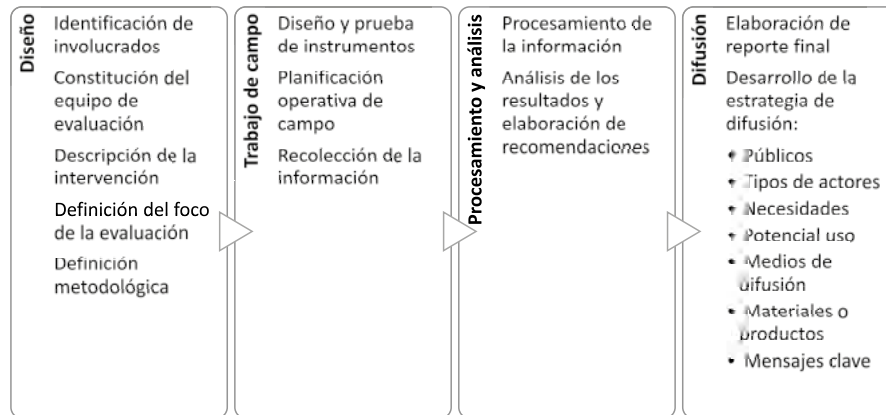 Diseño
Identificación de
involucrados
Constitución del
equipo de
evaluación
Descripción de la
intervención
Definición del foco
de la evaluación
Definición
metodológica
Trabajo de campo
Diseño y prueba
de instrumentos
Planificación
operativa de
campo
Recolección de la
información
Procesamiento y análisis
Procesamiento de
la información
Análisis de los
resultados y
elaboración de
recomendaciones
Difusión
Elaboración de
reporte final
Desarrollo de la
estrategia de
difusión:
• Públicos
• Tipos de actores
• Necesidades
• Potencial uso
• Medios de
difusión
• Materiales o
productos
• Mensajes clave